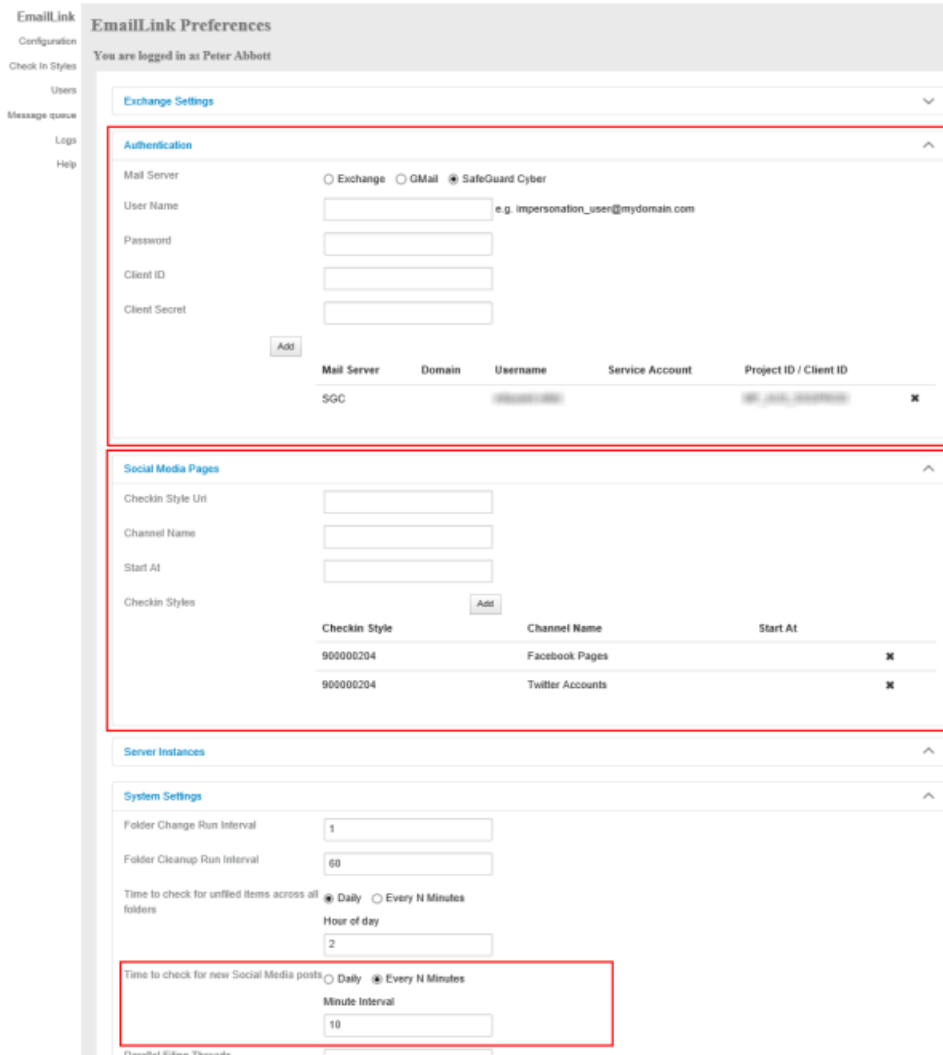 EmailLink
Configuration
Check In Styles
Users
Message queue
Logs
Help
EmailLink Preferences
You are logged in as Peter Abbott
Exchange Settings
Authentication
Mail Server
Exchange GMail SafeGuard Cyber
User Name
e.g. impersonation_user@mydomain.com
Password
Client ID
Client Secret
Add
Mail Server Domain Username Service Account Project ID / Client ID
SGC
Social Media Pages
Checkin Style Uri
Channel Name
Start At
Checkin Styles
Add
Checkin Style Channel Name Start At
900000204 Facebook Pages
900000204 Twitter Accounts
Server Instances
System Settings
Folder Change Run Interval
1
Folder Cleanup Run Interval
60
Time to check for unfiled items across all
folders
Daily Every N Minutes
Hour of day
2
Time to check for new Social Media posts
Daily Every N Minutes
Minute Interval
10
Parallel Filing Threads